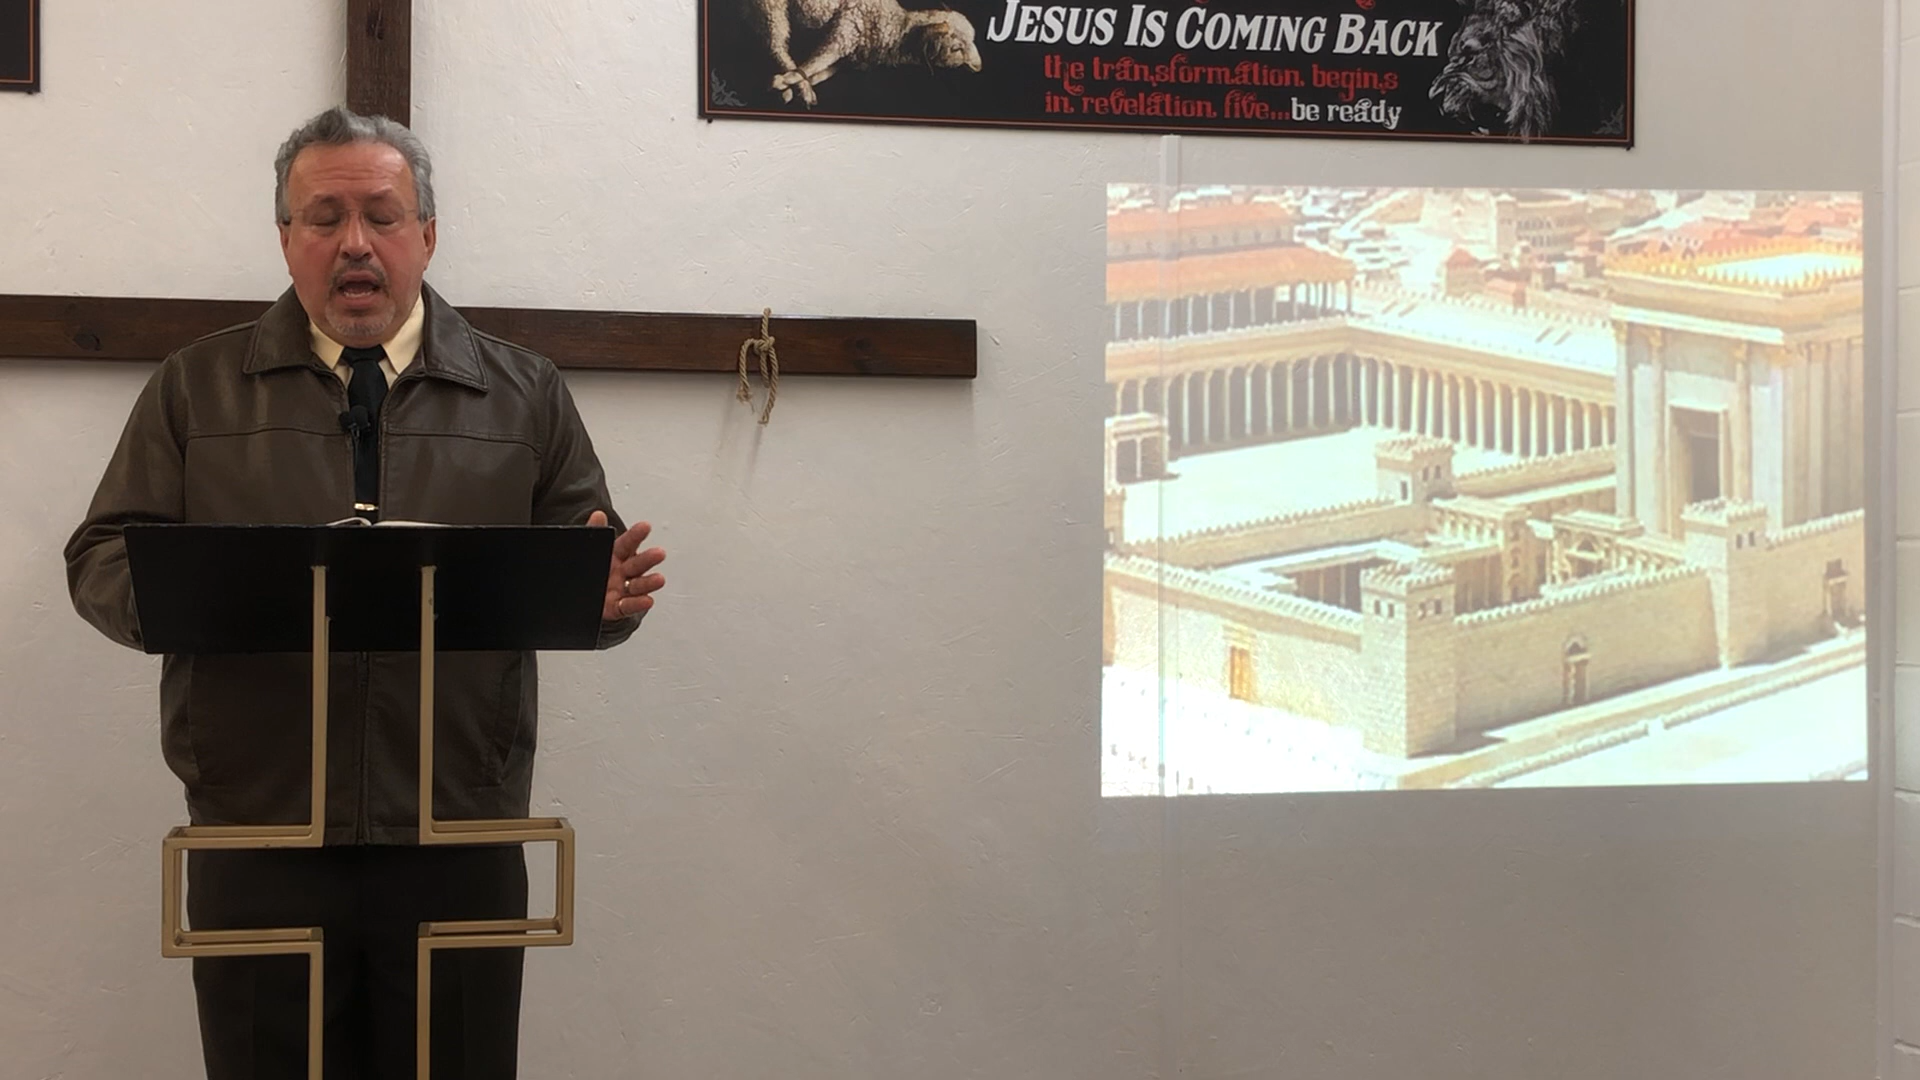 JESUS IS COMING BACK
the transformation begins
in revelation five...be ready